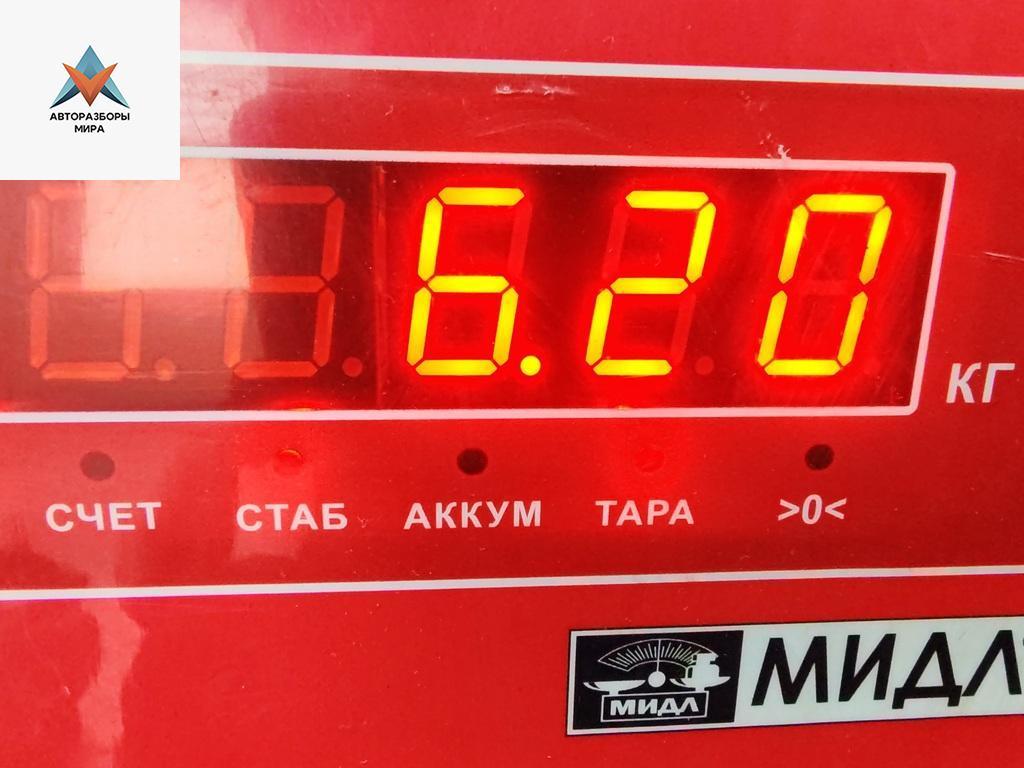 АВТОРАЗБОРЫ
МИРА
6.20
КГ
СЧЕТ СТАБ АККУМ ТАРА >0<
МИДЛ МИДЛ